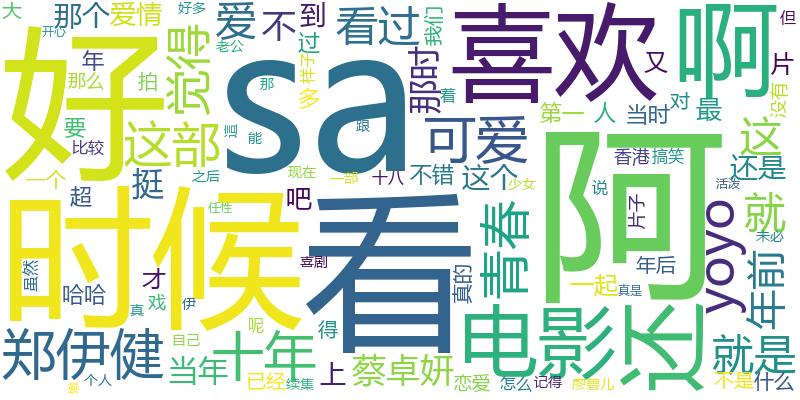 大
那个
爱情
好多
爱
不
到
看过
我们
喜欢
啊
但
开心
年
那么
拍
觉得
老公
过
样子
多
那时
又
片
好
sa
那
着
第一
人
当时
对
最
没有
要
比较
这部
能
跟
可爱
这
一个
超
挺
之后
现在
一部
十八
不错
这个
阿
香港
搞笑
还是
任性
吧
少女
说
片子
活泼
就
时候
看
青春
yoyo
未必
虽然
哈哈
才
戏
伊
喜剧
真的
一起
年后
真是
年前
真
呢
得
电影
还
郑伊健
当年
十年
自己
上
蔡卓妍
恋爱
就是
个人
已经
续集
怎么
记得
廖碧儿
不是
什么